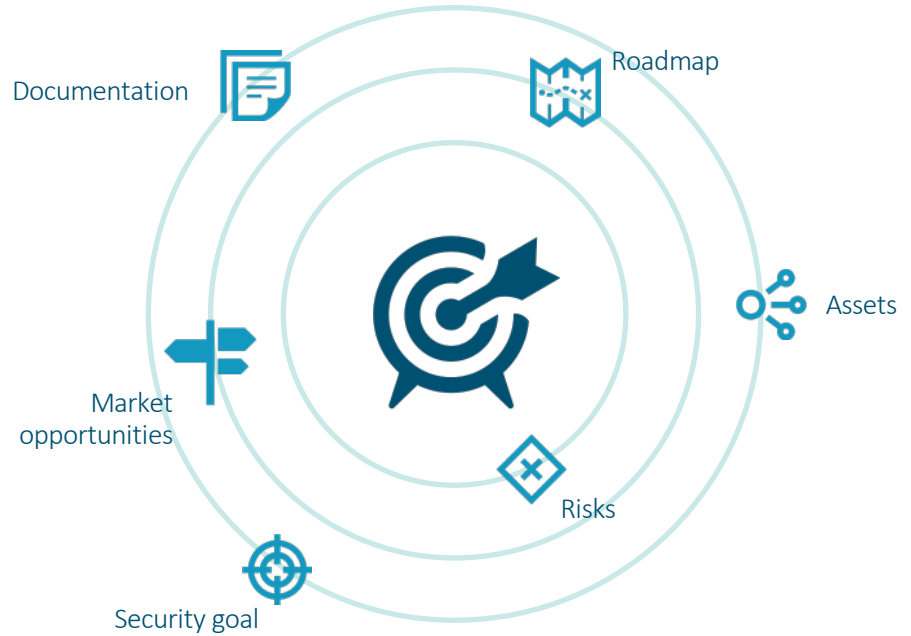 Roadmap
Documentation
Assets
Market
opportunities
Risks
Security goal